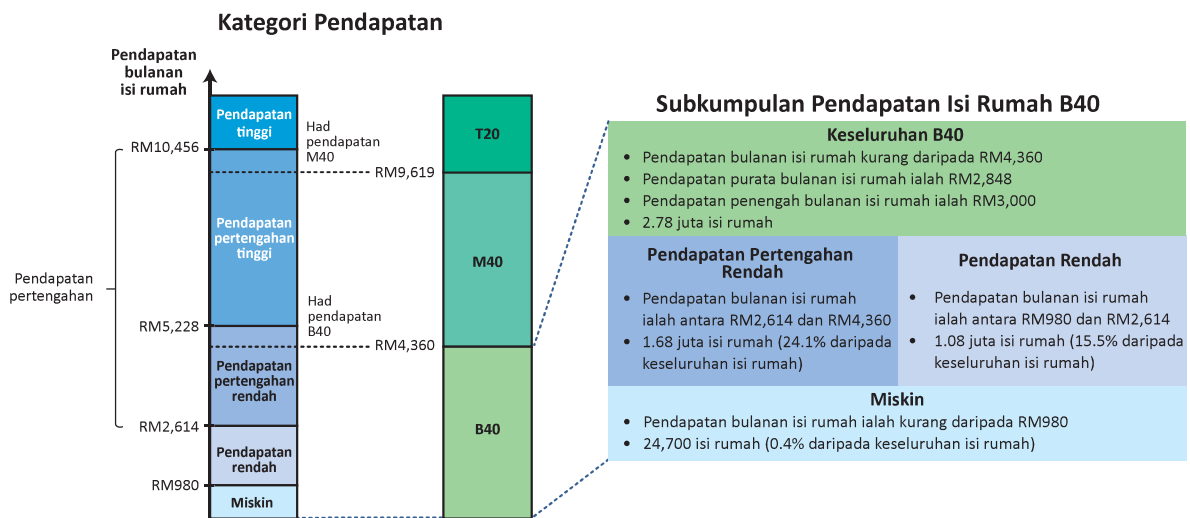 Kategori Pendapatan
Pendapatan
bulanan
isi rumah
Pendapatan
tinggi
Had
pendapatan
M40
RM10,456
RM9,619
Pendapatan
pertengahan
tinggi
Pendapatan
pertengahan
Had
pendapatan
B40
RM5,228
RM4,360
Pendapatan
pertengahan
rendah
RM2,614
Pendapatan
rendah
RM980
Miskin
T20
M40
B40
Subkumpulan Pendapatan Isi Rumah B40
Keseluruhan B40
• Pendapatan bulanan isi rumah kurang daripada RM4,360
• Pendapatan purata bulanan isi rumah ialah RM2,848
• Pendapatan penengah bulanan isi rumah ialah RM3,000
• 2.78 juta isi rumah
Pendapatan Pertengahan
Rendah
• Pendapatan bulanan isi rumah
ialah antara RM2,614 dan RM4,360
• 1.68 juta isi rumah (24.1% daripada
keseluruhan isi rumah)
Pendapatan Rendah
• Pendapatan bulanan isi rumah
ialah antara RM980 dan RM2,614
• 1.08 juta isi rumah (15.5% daripada
keseluruhan isi rumah)
Miskin
• Pendapatan bulanan isi rumah ialah kurang daripada RM980
• 24,700 isi rumah (0.4% daripada keseluruhan isi rumah)